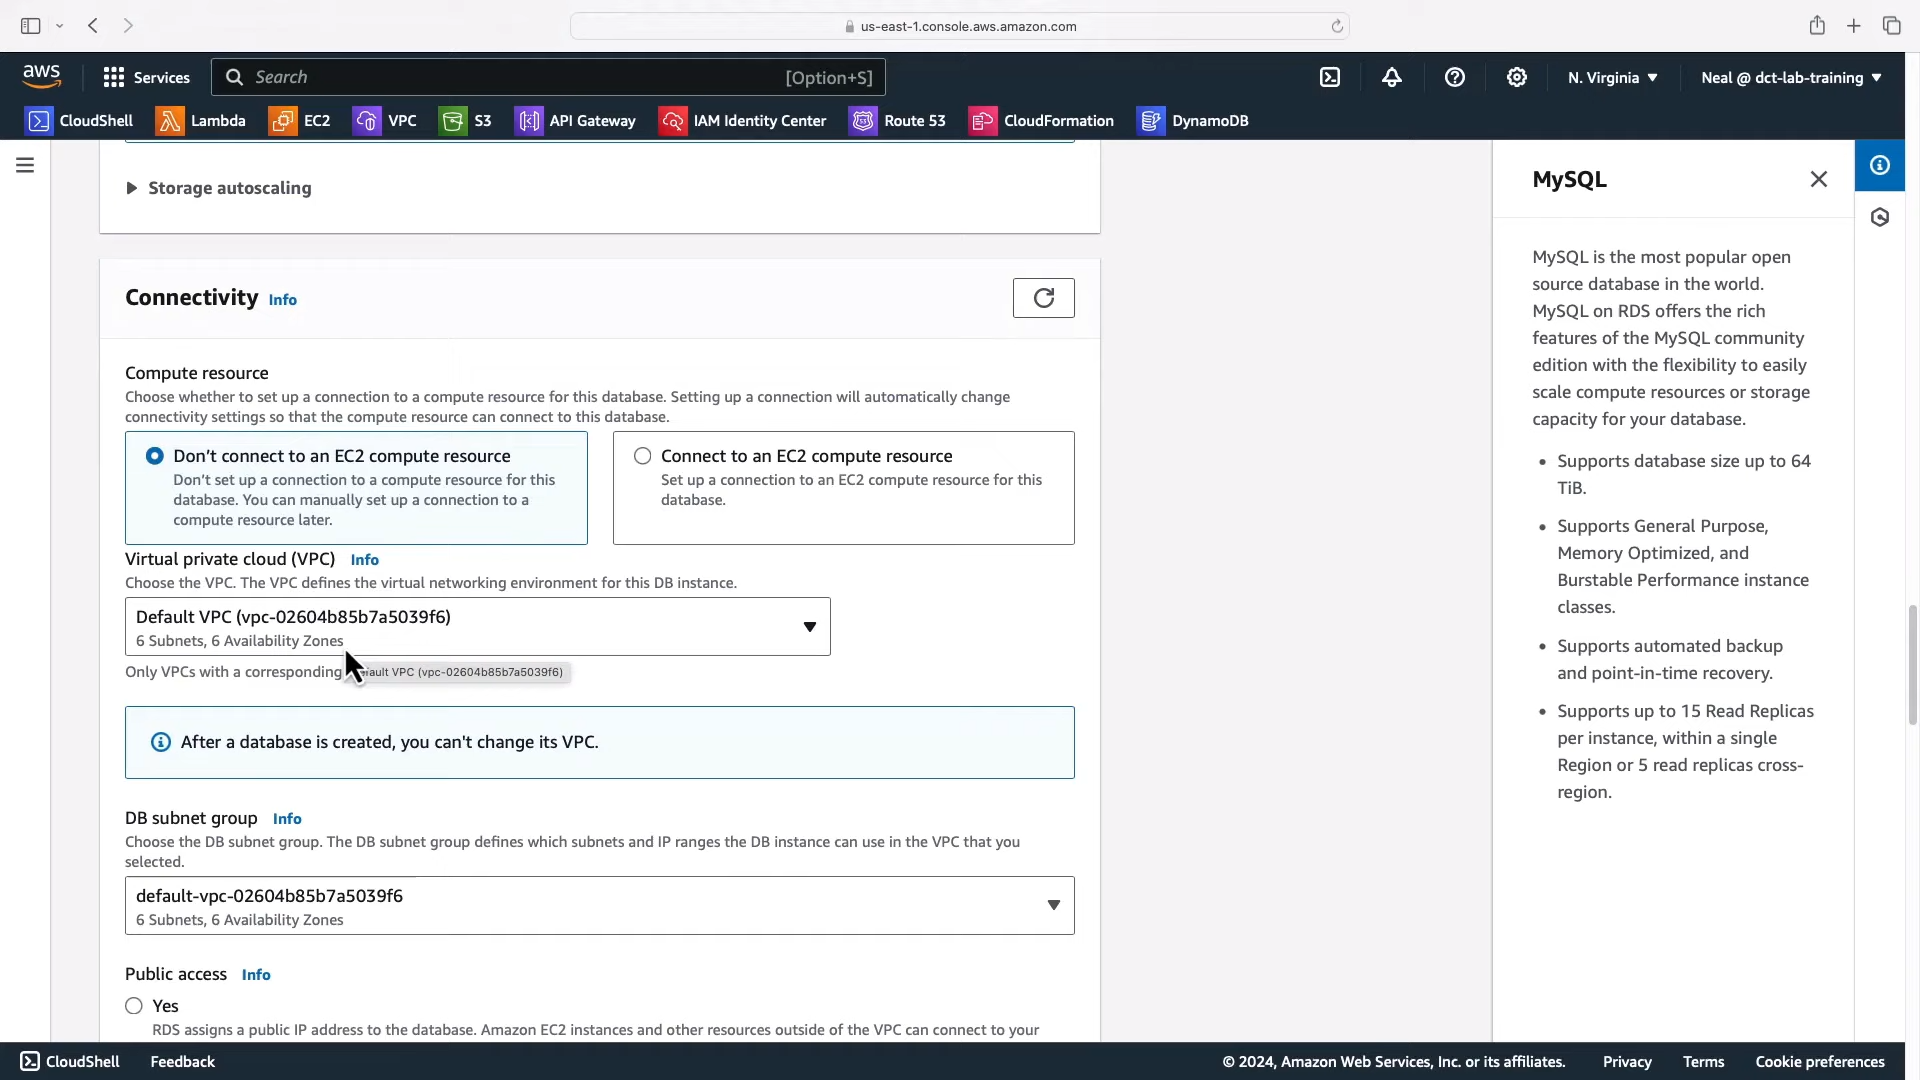 us-east-1.console.aws.amazon.com
aws
Services
Search
[Option+S]
N. Virginia
Neal @ dct-lab-training
CloudShell
Lambda
EC2
VPC
S3
API Gateway
IAM Identity Center
Route 53
CloudFormation
DynamoDB
Storage autoscaling
Connectivity Info
Compute resource
Choose whether to set up a connection to a compute resource for this database. Setting up a connection will automatically change
connectivity settings so that the compute resource can connect to this database.
Don't connect to an EC2 compute resource
Don't set up a connection to a compute resource for this
database. You can manually set up a connection to a
compute resource later.
Connect to an EC2 compute resource
Set up a connection to an EC2 compute resource for this
database.
Virtual private cloud (VPC) Info
Choose the VPC. The VPC defines the virtual networking environment for this DB instance.
Default VPC (vpc-02604b85b7a5039f6)
6 Subnets, 6 Availability Zones
Only VPCs with a corresponding
VPC (vpc-02604b85b7a5039f6)
After a database is created, you can't change its VPC.
DB subnet group Info
Choose the DB subnet group. The DB subnet group defines which subnets and IP ranges the DB instance can use in the VPC that you
selected.
default-vpc-02604b85b7a5039f6
6 Subnets, 6 Availability Zones
Public access Info
Yes
RDS assigns a public IP address to the database. Amazon EC2 instances and other resources outside of the VPC can connect to your
MySQL
MySQL is the most popular open
source database in the world.
MySQL on RDS offers the rich
features of the MySQL community
edition with the flexibility to easily
scale compute resources or storage
capacity for your database.
• Supports database size up to 64
TiB.
• Supports General Purpose,
Memory Optimized, and
Burstable Performance instance
classes.
• Supports automated backup
and point-in-time recovery.
• Supports up to 15 Read Replicas
per instance, within a single
Region or 5 read replicas cross-
region.
CloudShell
Feedback
© 2024, Amazon Web Services, Inc. or its affiliates.
Privacy
Terms
Cookie preferences